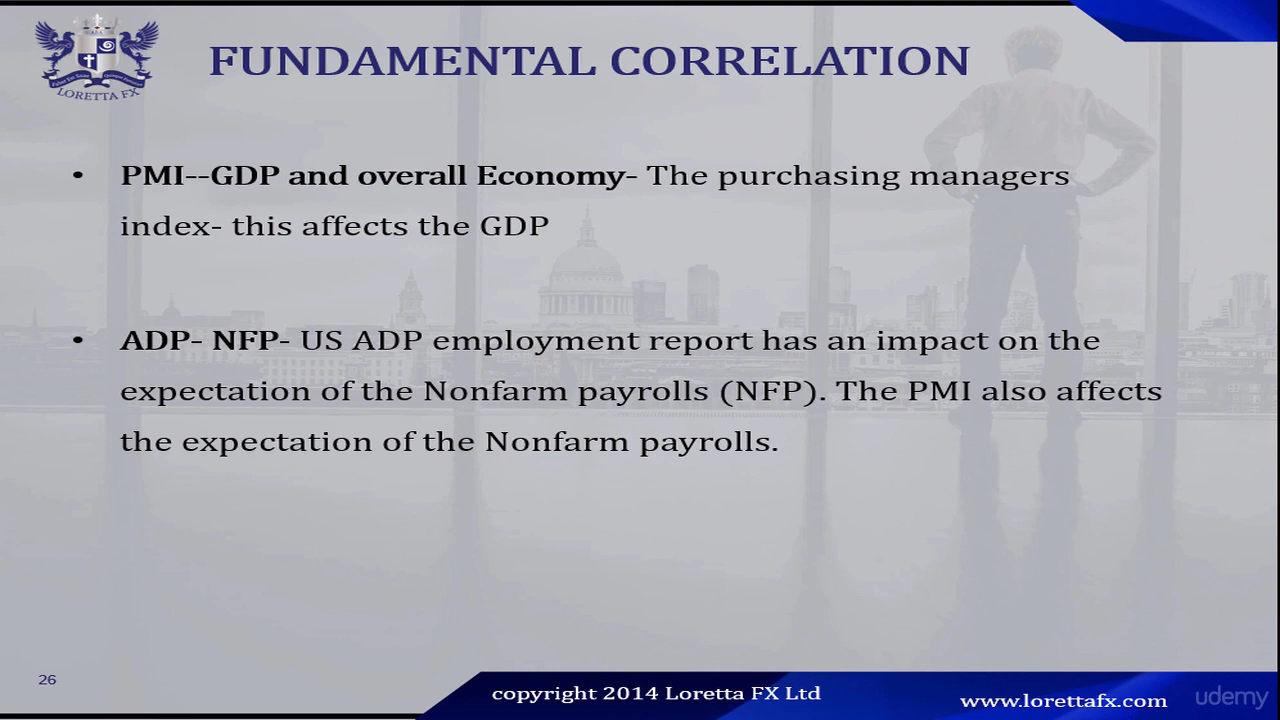 FUNDAMENTAL CORRELATION
LORETTA FX
• PMI--GDP and overall Economy- The purchasing managers
index- this affects the GDP
• ADP- NFP- US ADP employment report has an impact on the
expectation of the Nonfarm payrolls (NFP). The PMI also affects
the expectation of the Nonfarm payrolls.
26
copyright 2014 Loretta FX Ltd
www.lorettafx.com
udemy